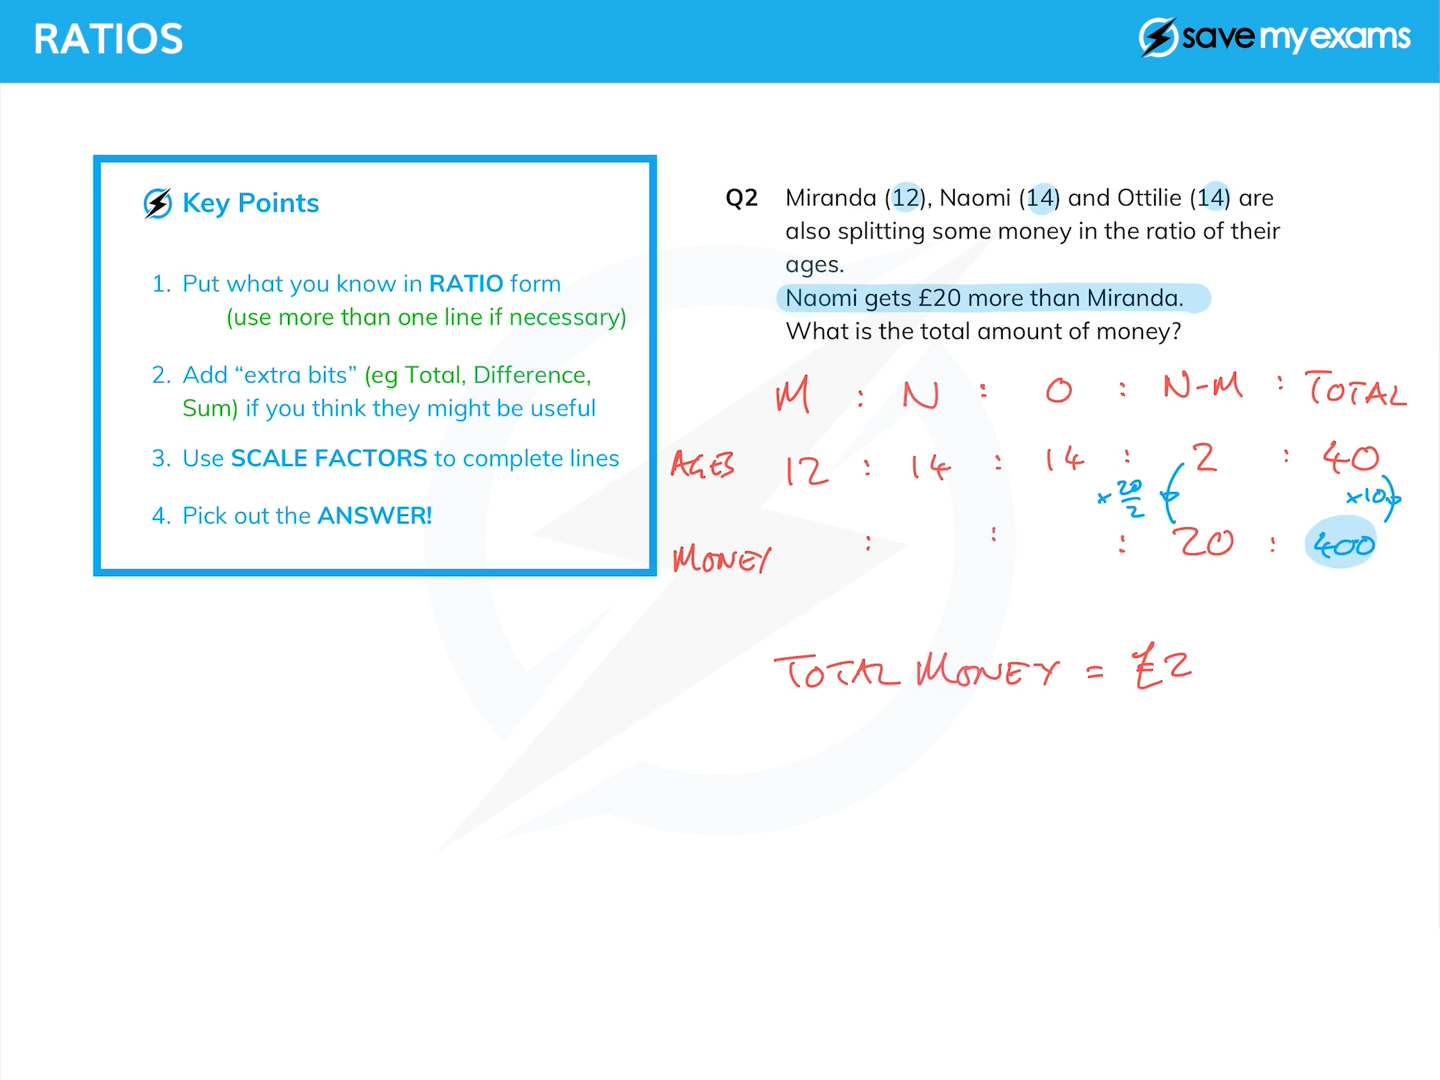 RATIOS
save my exams
Key Points
1. Put what you know in RATIO form
(use more than one line if necessary)
2. Add “extra bits” (eg Total, Difference,
Sum) if you think they might be useful
3. Use SCALE FACTORS to complete lines
4. Pick out the ANSWER!
Q2 Miranda (12), Naomi (14) and Ottilie (14) are
also splitting some money in the ratio of their
ages.
Naomi gets £20 more than Miranda.
What is the total amount of money?
M : N : O : N-M : TOTAL
AGES 12 : 14 : 14 : 2 : 40
× 20/2 ×10
MONEY : : : 20 : 400
TOTAL MONEY = £2